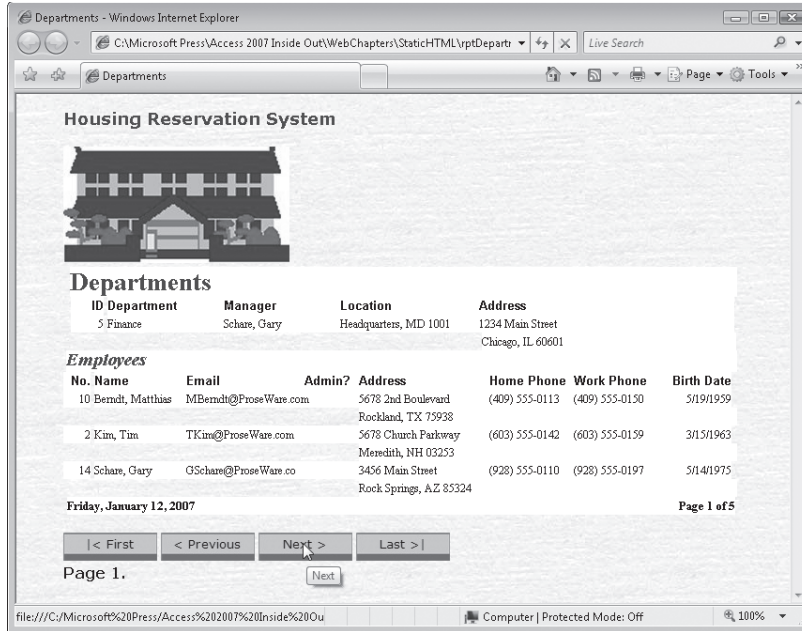 Departments - Windows Internet Explorer
C:\Microsoft Press\Access 2007 Inside Out\WebChapters\StaticHTML\rptDepartr
Live Search
Departments
Page Tools
Housing Reservation System
Departments
ID Department Manager Location Address
5 Finance Schare, Gary Headquarters, MD 1001 1234 Main Street
Chicago, IL 60601
Employees
No. Name Email Admin? Address Home Phone Work Phone Birth Date
10 Berndt, Matthias MBerndt@ProseWare.com 5678 2nd Boulevard (409) 555-0113 (409) 555-0150 5/19/1959
Rockland, TX 75938
2 Kim, Tim TKim@ProseWare.com 5678 Church Parkway (603) 555-0142 (603) 555-0159 3/15/1963
Meredith, NH 03253
14 Schare, Gary GSchare@ProseWare.co 3456 Main Street (928) 555-0110 (928) 555-0197 5/14/1975
Rock Springs, AZ 85324
Friday, January 12, 2007 Page 1 of 5
|< First < Previous Next > Last >|
Page 1.
Next
file:///C:/Microsoft%20Press/Access%202007%20Inside%20Ou Computer | Protected Mode: Off 100%